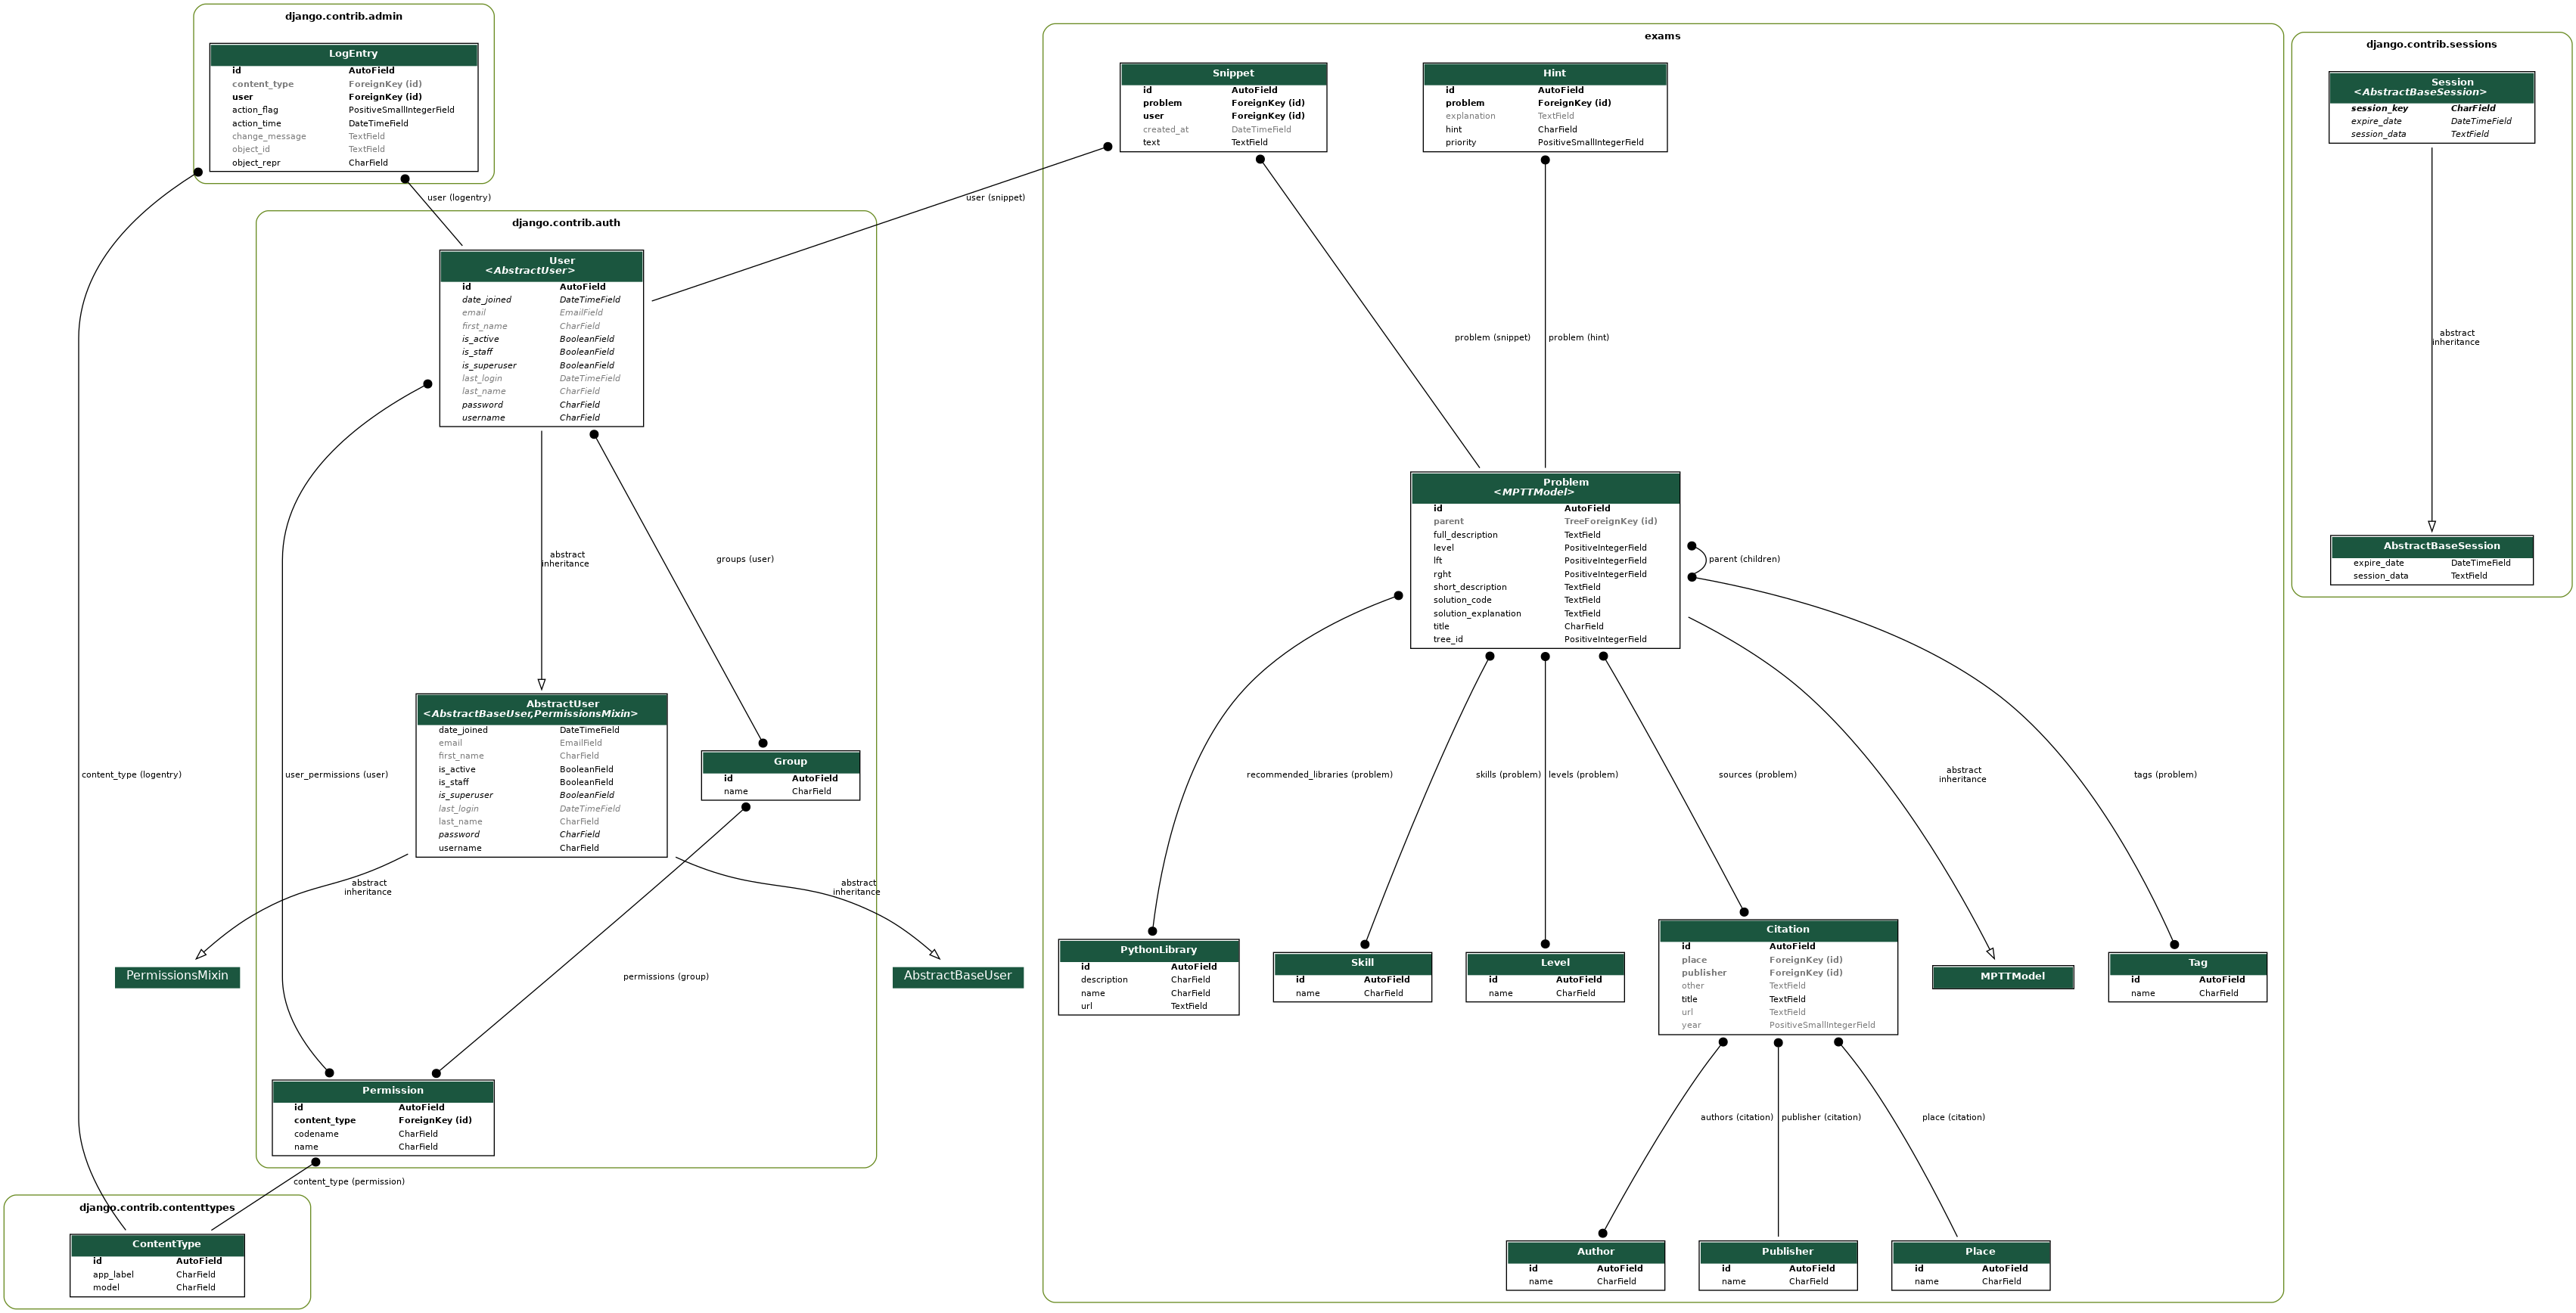 django.contrib.admin
LogEntry
id AutoField
content_type ForeignKey (id)
user ForeignKey (id)
action_flag PositiveSmallIntegerField
action_time DateTimeField
change_message TextField
object_id TextField
object_repr CharField
user (logentry)
content_type (logentry)
django.contrib.auth
User
<AbstractUser>
id AutoField
date_joined DateTimeField
email EmailField
first_name CharField
is_active BooleanField
is_staff BooleanField
is_superuser BooleanField
last_login DateTimeField
last_name CharField
password CharField
username CharField
user (snippet)
abstract
inheritance
groups (user)
user_permissions (user)
AbstractUser
<AbstractBaseUser,PermissionsMixin>
date_joined DateTimeField
email EmailField
first_name CharField
is_active BooleanField
is_staff BooleanField
is_superuser BooleanField
last_login DateTimeField
last_name CharField
password CharField
username CharField
Group
id AutoField
name CharField
abstract
inheritance
abstract
inheritance
PermissionsMixin
permissions (group)
AbstractBaseUser
Permission
id AutoField
content_type ForeignKey (id)
codename CharField
name CharField
content_type (permission)
django.contrib.contenttypes
ContentType
id AutoField
app_label CharField
model CharField
exams
Snippet
id AutoField
problem ForeignKey (id)
user ForeignKey (id)
created_at DateTimeField
text TextField
Hint
id AutoField
problem ForeignKey (id)
explanation TextField
hint CharField
priority PositiveSmallIntegerField
problem (snippet)
problem (hint)
Problem
<MPTTModel>
id AutoField
parent TreeForeignKey (id)
full_description TextField
level PositiveIntegerField
lft PositiveIntegerField
rght PositiveIntegerField
short_description TextField
solution_code TextField
solution_explanation TextField
title CharField
tree_id PositiveIntegerField
parent (children)
recommended_libraries (problem)
skills (problem)
levels (problem)
sources (problem)
abstract
inheritance
tags (problem)
PythonLibrary
id AutoField
description CharField
name CharField
url TextField
Skill
id AutoField
name CharField
Level
id AutoField
name CharField
Citation
id AutoField
place ForeignKey (id)
publisher ForeignKey (id)
other TextField
title TextField
url TextField
year PositiveSmallIntegerField
MPTTModel
Tag
id AutoField
name CharField
authors (citation)
publisher (citation)
place (citation)
Author
id AutoField
name CharField
Publisher
id AutoField
name CharField
Place
id AutoField
name CharField
django.contrib.sessions
Session
<AbstractBaseSession>
session_key CharField
expire_date DateTimeField
session_data TextField
abstract
inheritance
AbstractBaseSession
expire_date DateTimeField
session_data TextField